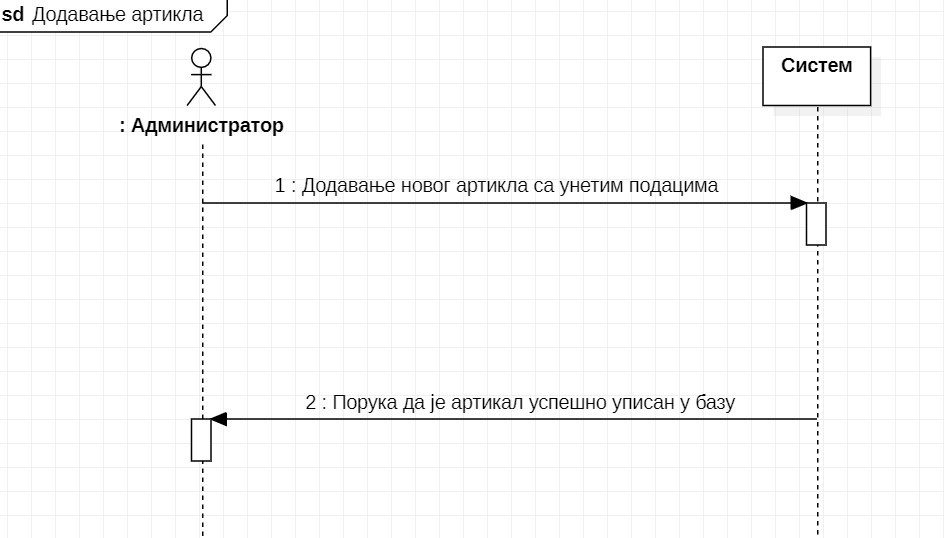 sd Додавање артикла
Систем
: Администратор
1 : Додавање новог артикла са унетим подацима
2 : Порука да је артикал успешно уписан у базу